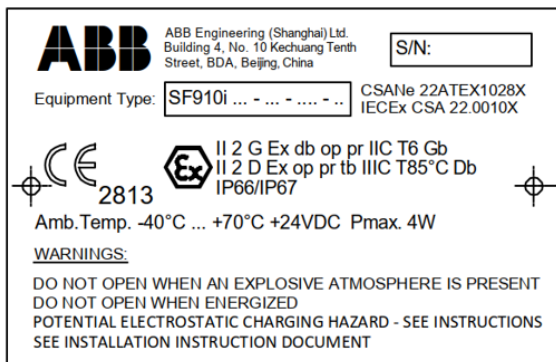 ABB
ABB Engineering (Shanghai) Ltd.
Building 4, No. 10 Kechuang Tenth
Street, BDA, Beijing, China
S/N:
Equipment Type: SF910i ... - ... - .... - ..
CSANe 22ATEX1028X
IECEx CSA 22.0010X
CE 2813
Ex
II 2 G Ex db op pr IIC T6 Gb
II 2 D Ex op pr tb IIIC T85°C Db
IP66/IP67
Amb.Temp. -40°C ... +70°C +24VDC Pmax. 4W
WARNINGS:
DO NOT OPEN WHEN AN EXPLOSIVE ATMOSPHERE IS PRESENT
DO NOT OPEN WHEN ENERGIZED
POTENTIAL ELECTROSTATIC CHARGING HAZARD - SEE INSTRUCTIONS
SEE INSTALLATION INSTRUCTION DOCUMENT